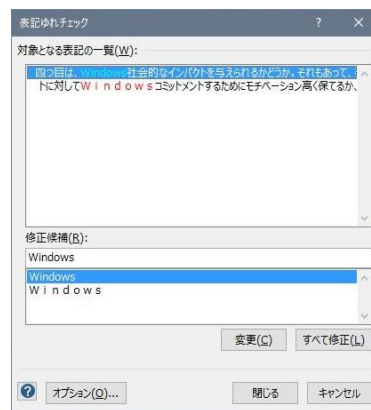 表記ゆれチェック
対象となる表記の一覧(W):
四つ目は、Windows社会的なインパクトを与えられるかどうか。それもあって、
トに対してＷｉｎｄｏｗｓコミットメントするためにモチベーション高く保てるか、
修正候補(R):
Windows
Windows
Ｗｉｎｄｏｗｓ
変更(C) すべて修正(L)
オプション(O)... 閉じる キャンセル